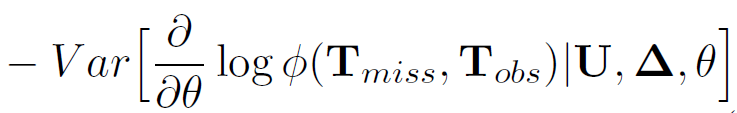 − Var[∂/∂θ log ϕ(T_miss, T_obs)|U, Δ, θ]